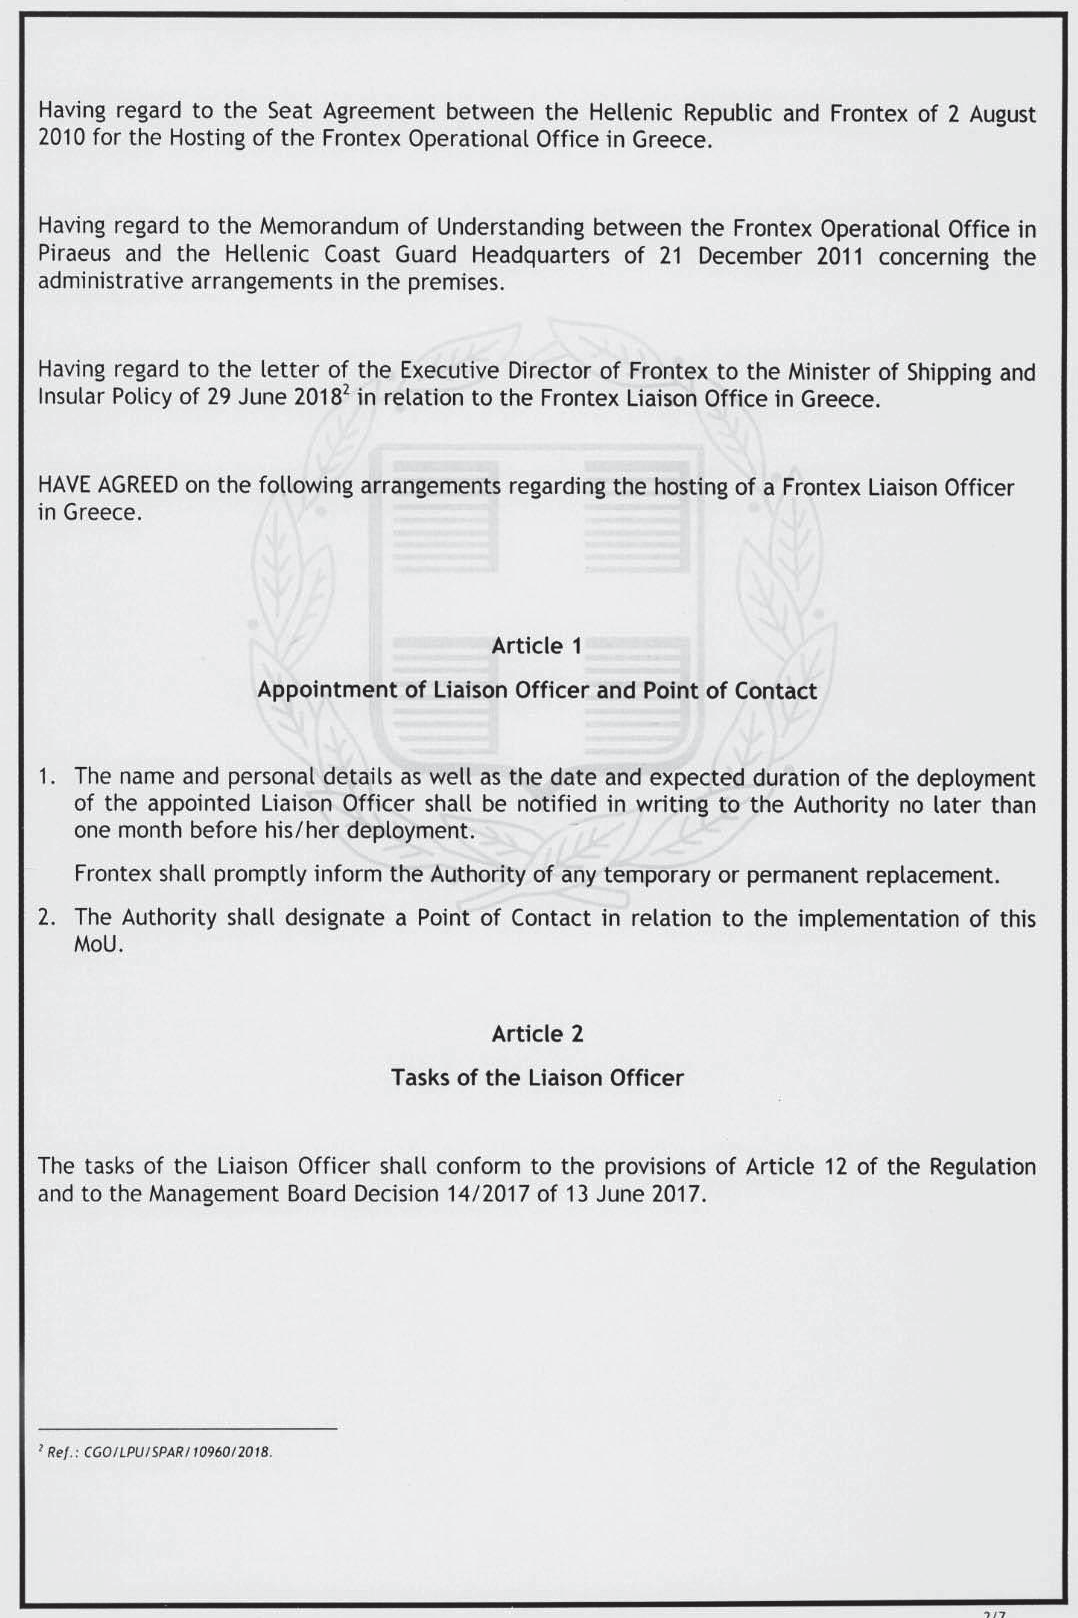 Having regard to the Seat Agreement between the Hellenic Republic and Frontex of 2 August
2010 for the Hosting of the Frontex Operational Office in Greece.
Having regard to the Memorandum of Understanding between the Frontex Operational Office in
Piraeus and the Hellenic Coast Guard Headquarters of 21 December 2011 concerning the
administrative arrangements in the premises.
Having regard to the letter of the Executive Director of Frontex to the Minister of Shipping and
Insular Policy of 29 June 2018² in relation to the Frontex Liaison Office in Greece.
HAVE AGREED on the following arrangements regarding the hosting of a Frontex Liaison Officer
in Greece.
Article 1
Appointment of Liaison Officer and Point of Contact
1. The name and personal details as well as the date and expected duration of the deployment
of the appointed Liaison Officer shall be notified in writing to the Authority no later than
one month before his/her deployment.
Frontex shall promptly inform the Authority of any temporary or permanent replacement.
2. The Authority shall designate a Point of Contact in relation to the implementation of this
MoU.
Article 2
Tasks of the Liaison Officer
The tasks of the Liaison Officer shall conform to the provisions of Article 12 of the Regulation
and to the Management Board Decision 14/2017 of 13 June 2017.
² Ref.: CGO/LPU/SPAR/10960/2018.
2/7